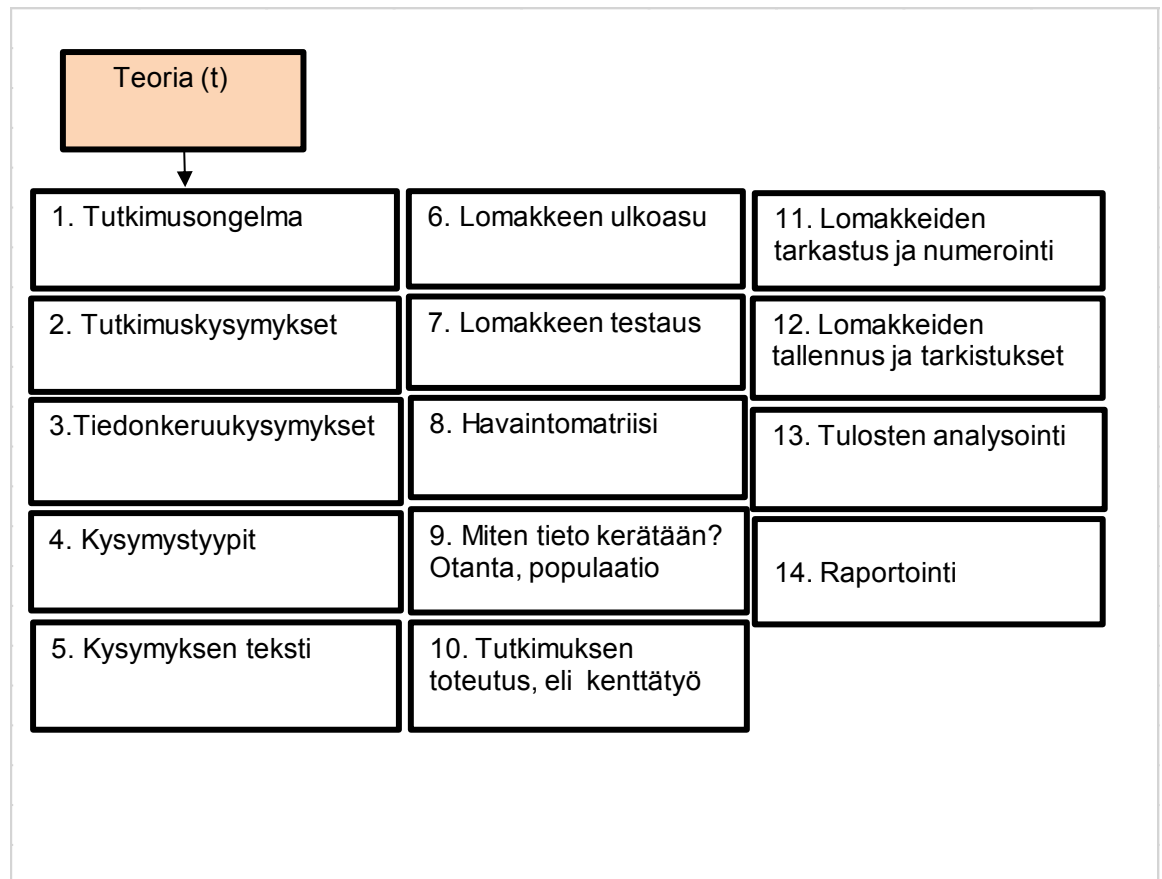 Teoria (t)
1. Tutkimusongelma
2. Tutkimuskysymykset
3.Tiedonkeruukysymykset
4. Kysymystyypit
5. Kysymyksen teksti
6. Lomakkeen ulkoasu
7. Lomakkeen testaus
8. Havaintomatriisi
9. Miten tieto kerätään?
Otanta, populaatio
10. Tutkimuksen
toteutus, eli kenttätyö
11. Lomakkeiden
tarkastus ja numerointi
12. Lomakkeiden
tallennus ja tarkistukset
13. Tulosten analysointi
14. Raportointi